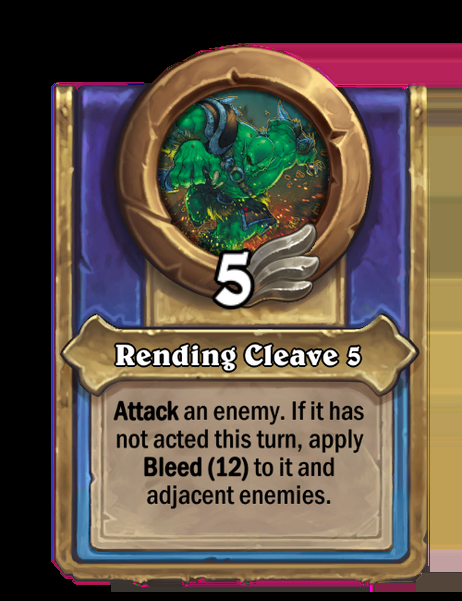 5
Rending Cleave 5
Attack an enemy. If it has
not acted this turn, apply
Bleed (12) to it and
adjacent enemies.